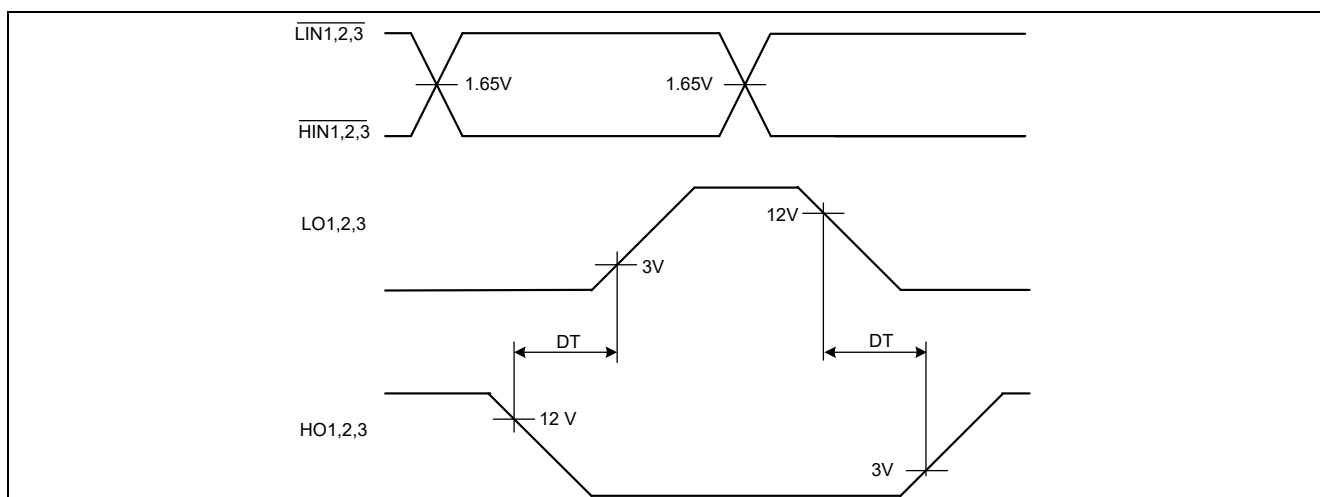 LIN1,2,3
1.65V 1.65V
HIN1,2,3
12V
LO1,2,3
3V
DT DT
12 V
HO1,2,3
3V